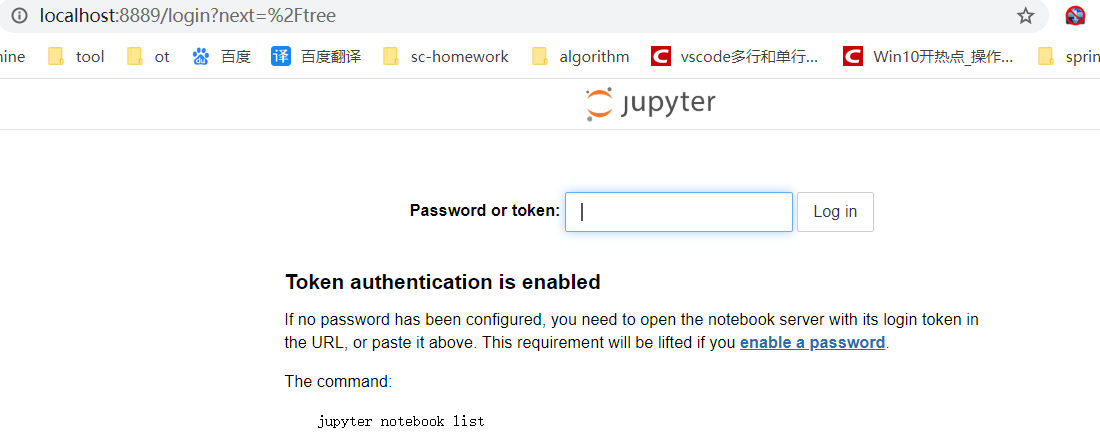 localhost:8889/login?next=%2Ftree
nine tool ot 百度 译 百度翻译 sc-homework algorithm C vscode多行和单行... C Win10开热点_操作... sprin
jupyter
Password or token: Log in
Token authentication is enabled
If no password has been configured, you need to open the notebook server with its login token in
the URL, or paste it above. This requirement will be lifted if you enable a password.
The command:
jupyter notebook list